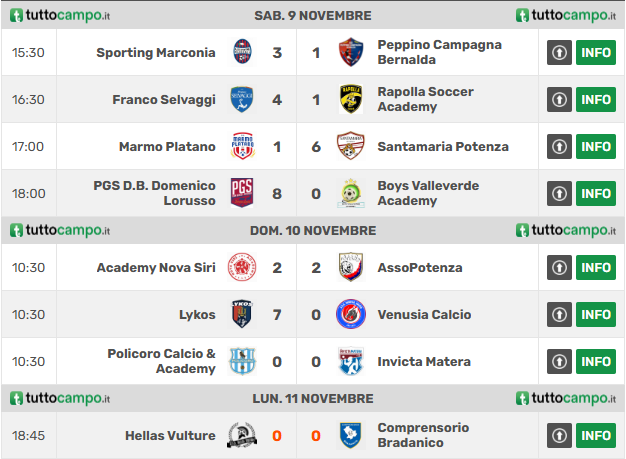 tuttocampo.it SAB. 9 NOVEMBRE tuttocampo.it
15:30 Sporting Marconia 3 1 Peppino Campagna Bernalda INFO
16:30 Franco Selvaggi 4 1 Rapolla Soccer Academy INFO
17:00 Marmo Platano 1 6 Santamaria Potenza INFO
18:00 PGS D.B. Domenico Lorusso 8 0 Boys Valleverde Academy INFO
tuttocampo.it DOM. 10 NOVEMBRE tuttocampo.it
10:30 Academy Nova Siri 2 2 AssoPotenza INFO
10:30 Lykos 7 0 Venusia Calcio INFO
10:30 Policoro Calcio & Academy 0 0 Invicta Matera INFO
tuttocampo.it LUN. 11 NOVEMBRE tuttocampo.it
18:45 Hellas Vulture 0 0 Comprensorio Bradanico INFO